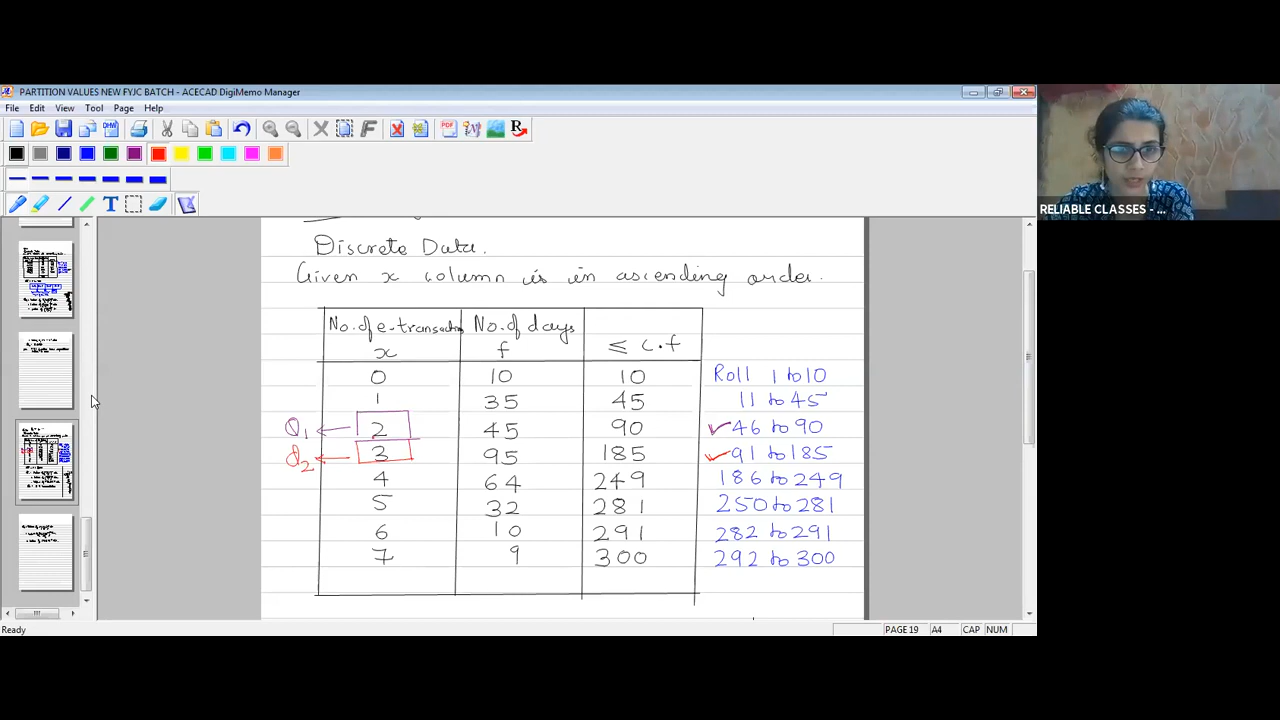 PARTITION VALUES NEW FYJC BATCH - ACECAD DigiMemo Manager
File Edit View Tool Page Help
RELIABLE CLASSES - ...
Discrete Data.
Given x column is in ascending order.
No. of e-transaction No. of days
x f ≤ c.f
0 10 10 Roll 1 to 10
1 35 45 11 to 45
Q1 2 45 90 46 to 90
Q2 3 95 185 91 to 185
4 64 249 186 to 249
5 32 281 250 to 281
6 10 291 282 to 291
7 9 300 292 to 300
Ready PAGE 19 A4 CAP NUM